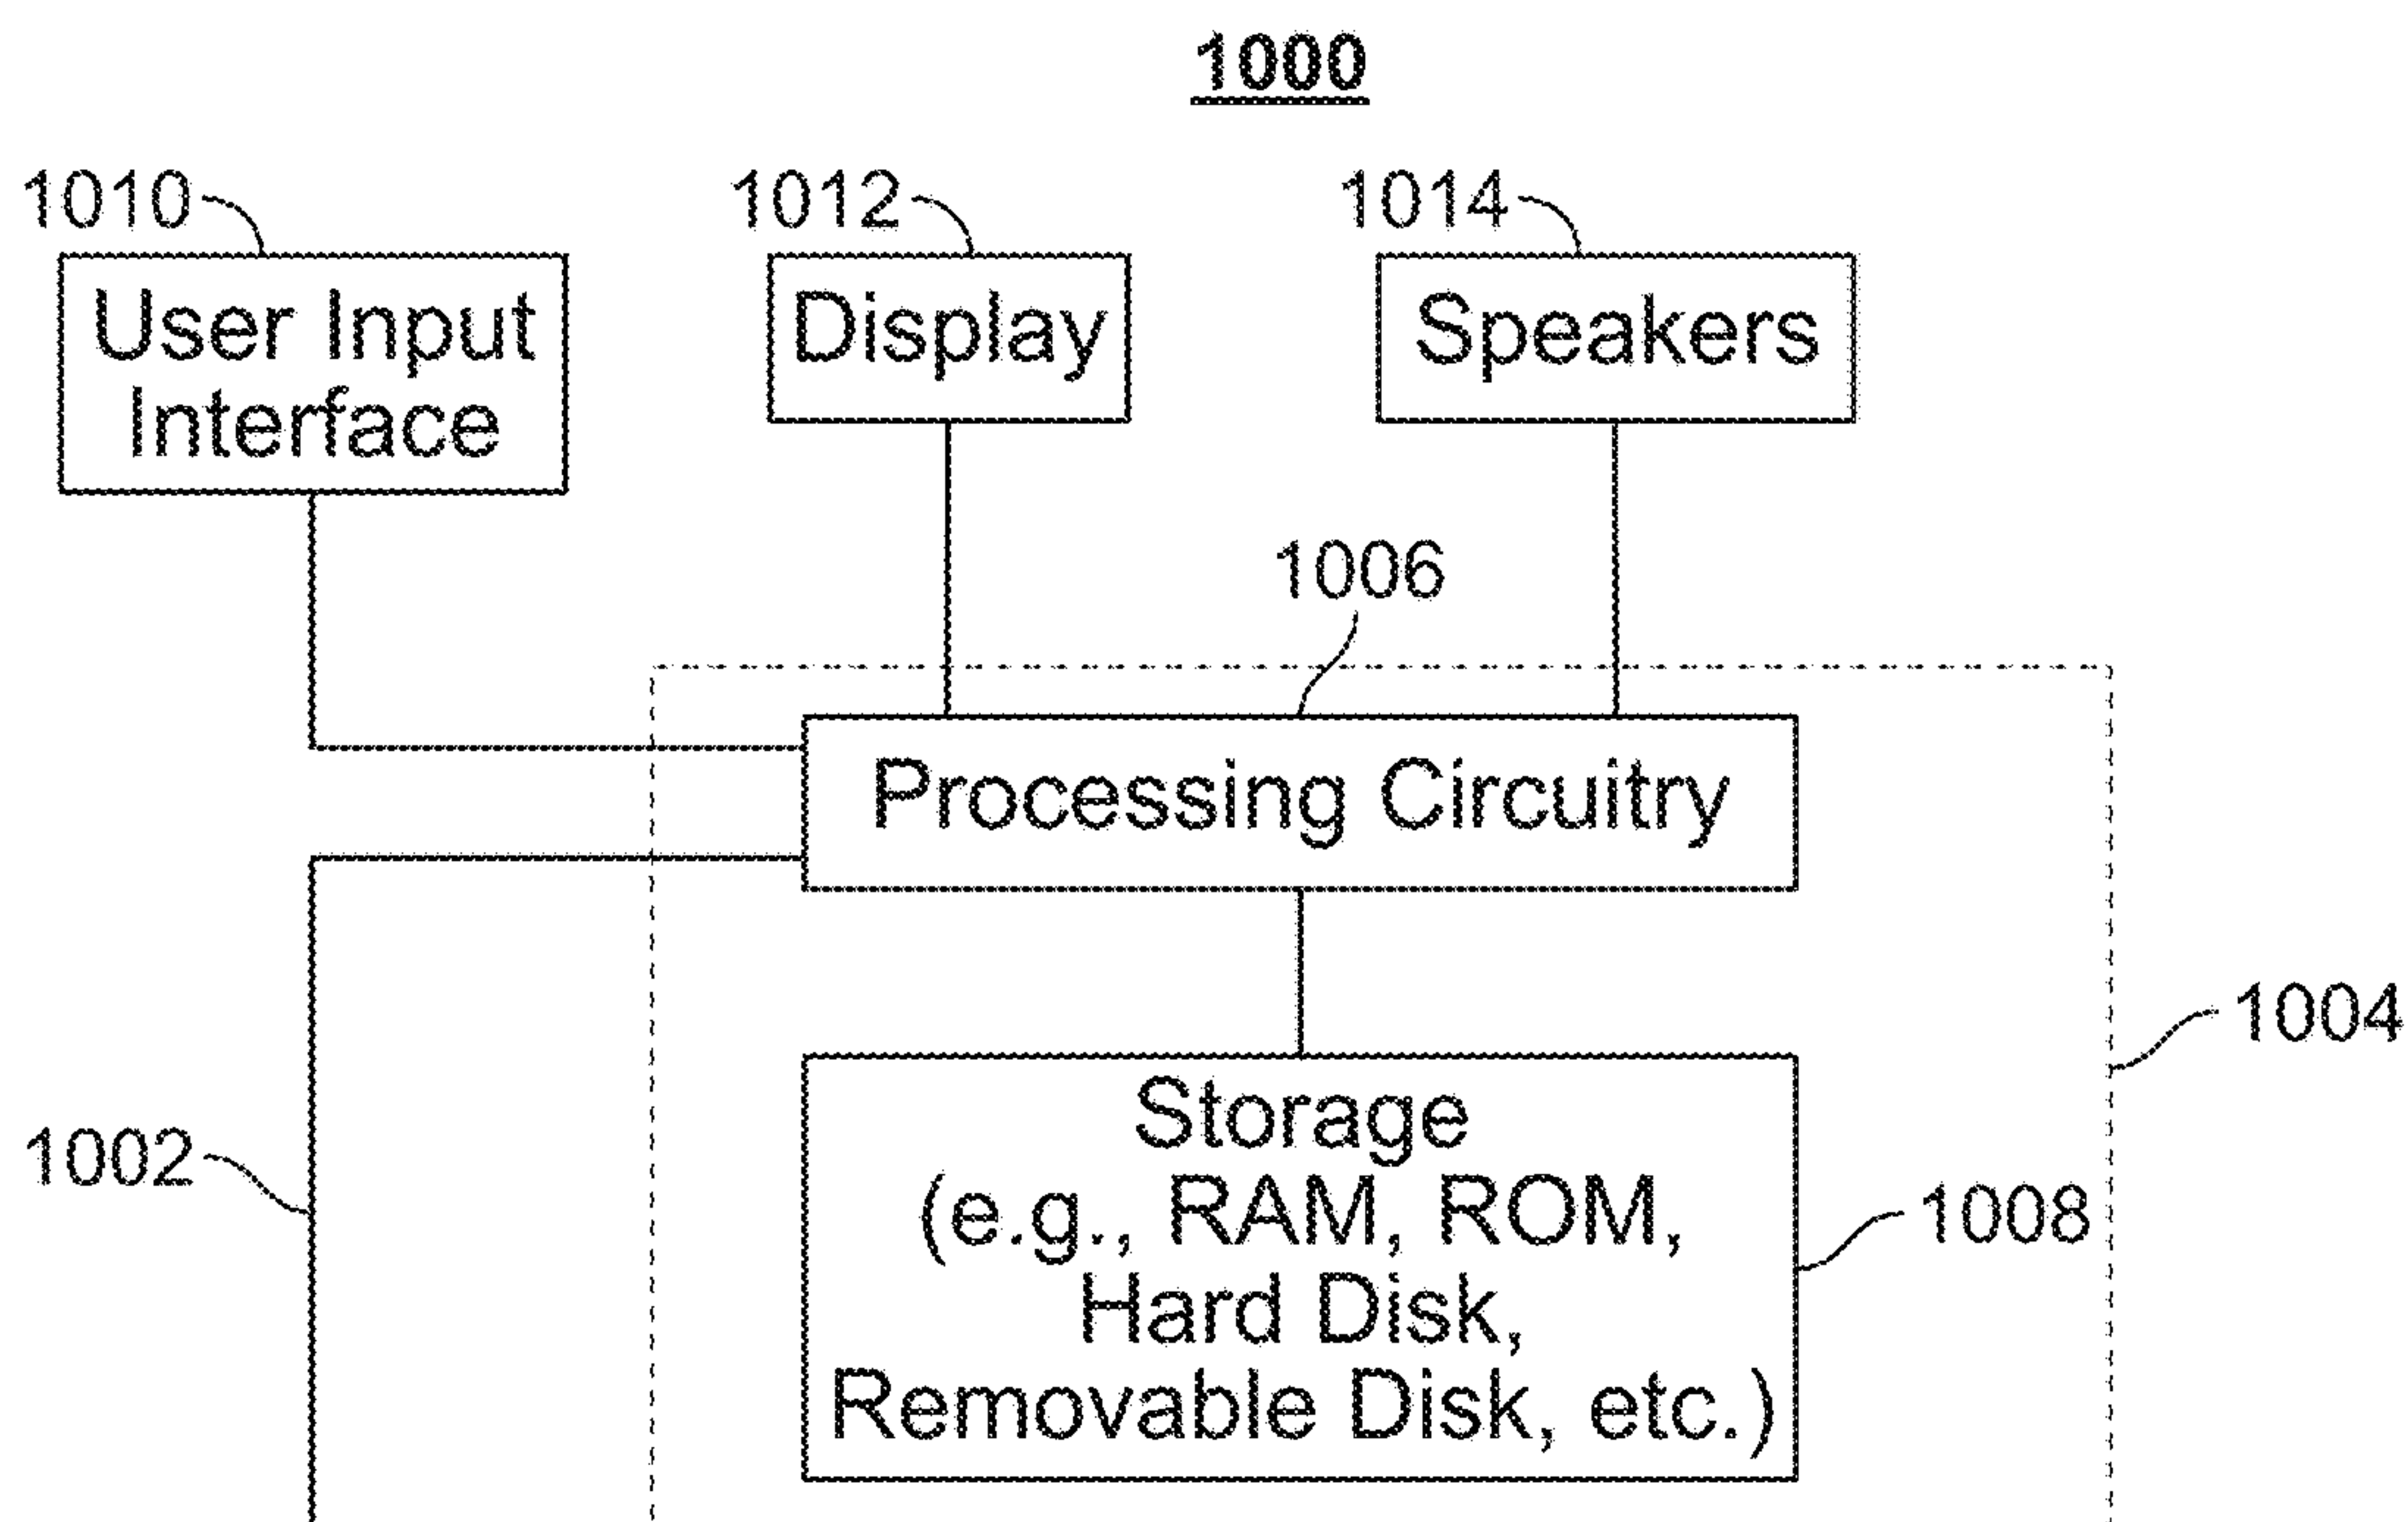 1000
1010
1012
1014
User Input
Interface
Display
Speakers
1006
Processing Circuitry
1004
1002
Storage
(e.g., RAM, ROM,
Hard Disk,
Removable Disk, etc.)
1008